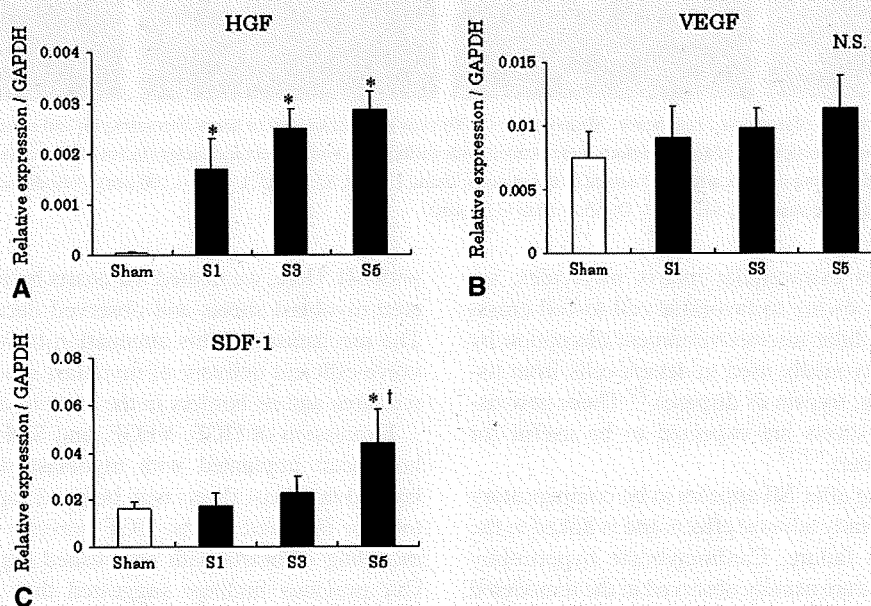 HGF
Relative expression / GAPDH
0.004
0.003
0.002
0.001
0
*
*
*
Sham
S1
S3
S5
A
VEGF
N.S.
Relative expression / GAPDH
0.015
0.01
0.005
0
Sham
S1
S3
S5
B
SDF-1
Relative expression / GAPDH
0.08
0.06
0.04
0.02
0
* †
Sham
S1
S3
S5
C